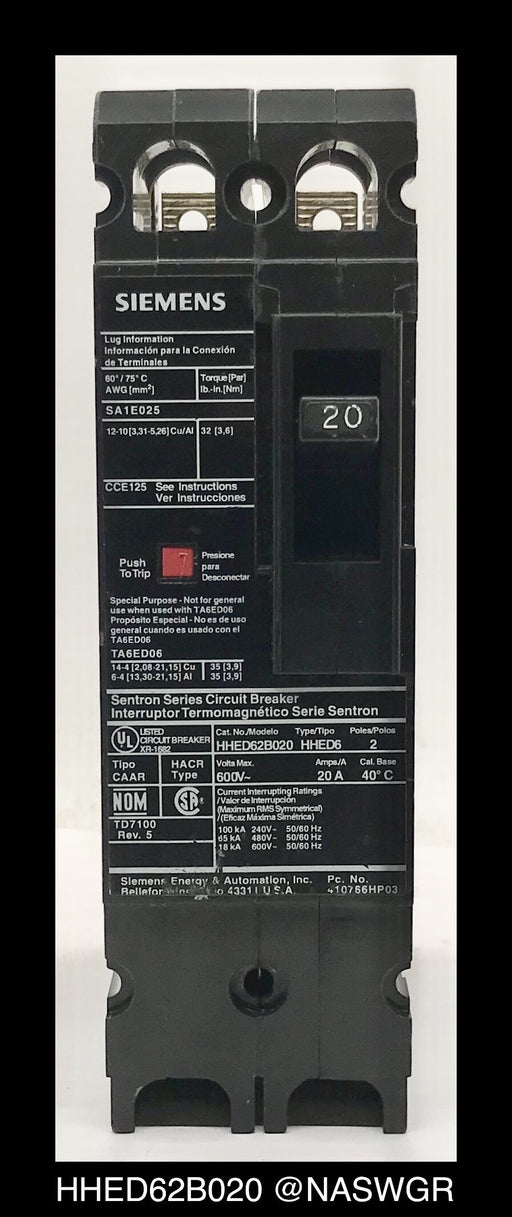 SIEMENS
Lug Information
Información para la Conexión
de Terminales
60°/75° C
AWG [mm²]
Torque [Par]
lb.-in.[Nm]
SA1E025
12-10[3,31-5,26] Cu/Al
32 [3,6]
CCE125 See Instructions
Ver Instrucciones
20
Push
To Trip
7
Presione
para
Desconectar
Special Purpose - Not for general
use when used with TA6ED06
Propósito Especial - No es de uso
general cuando es usado con el
TA6ED06
TA6ED06
14-4 [2,08-21,15] Cu 35 [3,9]
6-4 [13,30-21,15] Al 35 [3,9]
Sentron Series Circuit Breaker
Interruptor Termomagnético Serie Sentron
UL
LISTED
CIRCUIT BREAKER
XR-1682
Cat. No./Modelo Type/Tipo Poles/Polos
HHED62B020 HHED6 2
Tipo
CAAR
HACR
Type
Volts Max. Amps/A Cal. Base
600V~ 20 A 40° C
NOM
SA
TD7100
Rev. 5
Current Interrupting Ratings
/Valor de Interrupción
(Maximum RMS Symmetrical)
/(Eficaz Máxima Simétrica)
100 kA 240V~ 50/60 Hz
65 kA 480V~ 50/60 Hz
18 kA 600V~ 50/60 Hz
Siemens Energy & Automation, Inc. Pc. No.
43311 U.S.A. 410766HP03
HHED62B020 @NASWGR